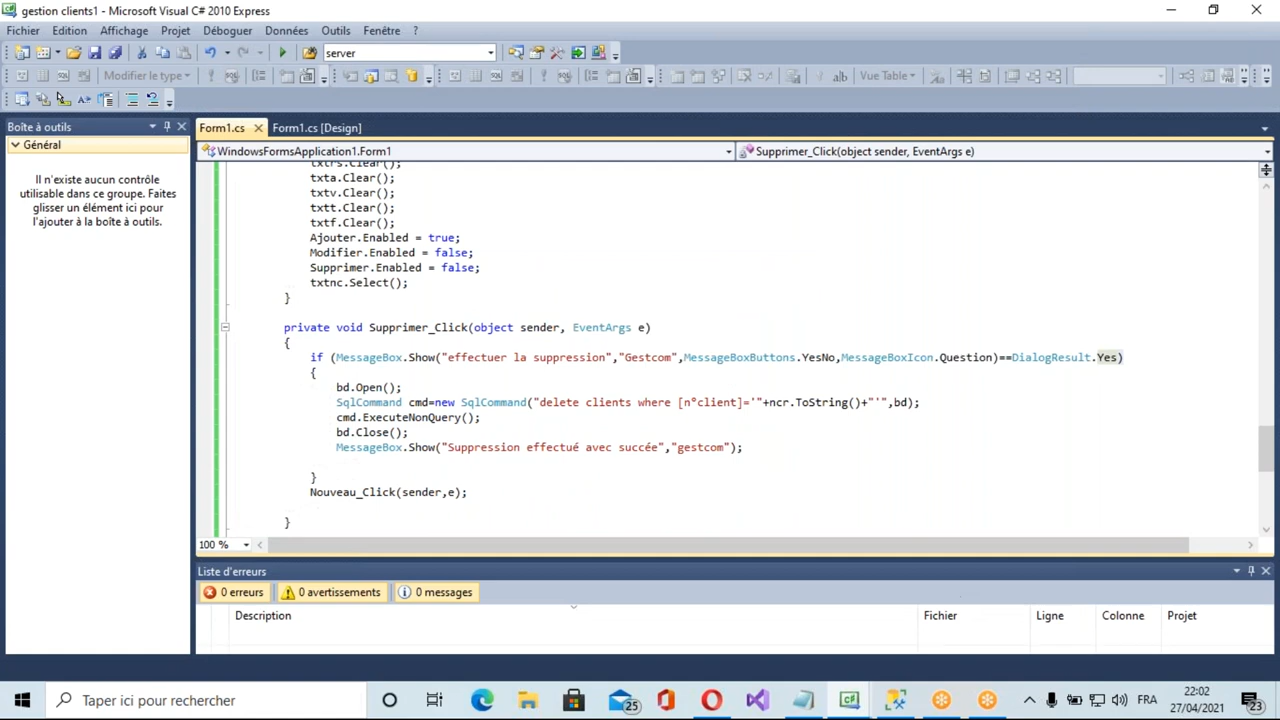 gestion clients1 - Microsoft Visual C# 2010 Express
Fichier Edition Affichage Projet Déboguer Données Outils Fenêtre ?
server
Modifier le type Vue Table
Boîte à outils
Général
Il n'existe aucun contrôle
utilisable dans ce groupe. Faites
glisser un élément ici pour
l'ajouter à la boîte à outils.
Form1.cs Form1.cs [Design]
WindowsFormsApplication1.Form1 Supprimer_Click(object sender, EventArgs e)
txtrs.Clear();
txta.Clear();
txtv.Clear();
txtt.Clear();
txtf.Clear();
Ajouter.Enabled = true;
Modifier.Enabled = false;
Supprimer.Enabled = false;
txtnc.Select();
}
private void Supprimer_Click(object sender, EventArgs e)
{
if (MessageBox.Show("effectuer la suppression","Gestcom",MessageBoxButtons.YesNo,MessageBoxIcon.Question)==DialogResult.Yes)
{
bd.Open();
SqlCommand cmd=new SqlCommand("delete clients where [n°client]='"+ncr.ToString()+"'",bd);
cmd.ExecuteNonQuery();
bd.Close();
MessageBox.Show("Suppression effectué avec succée","gestcom");
}
Nouveau_Click(sender,e);
}
100 %
Liste d'erreurs
0 erreurs 0 avertissements 0 messages
Description Fichier Ligne Colonne Projet
Taper ici pour rechercher
25
FRA
22:02
27/04/2021
23